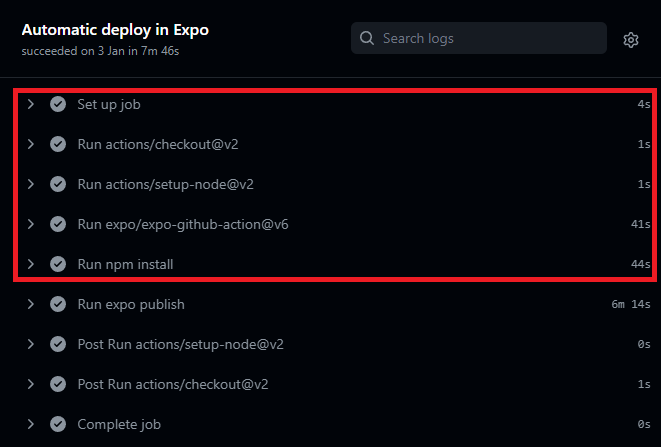 Automatic deploy in Expo
succeeded on 3 Jan in 7m 46s
Search logs
Set up job 4s
Run actions/checkout@v2 1s
Run actions/setup-node@v2 1s
Run expo/expo-github-action@v6 41s
Run npm install 44s
Run expo publish 6m 14s
Post Run actions/setup-node@v2 0s
Post Run actions/checkout@v2 1s
Complete job 0s